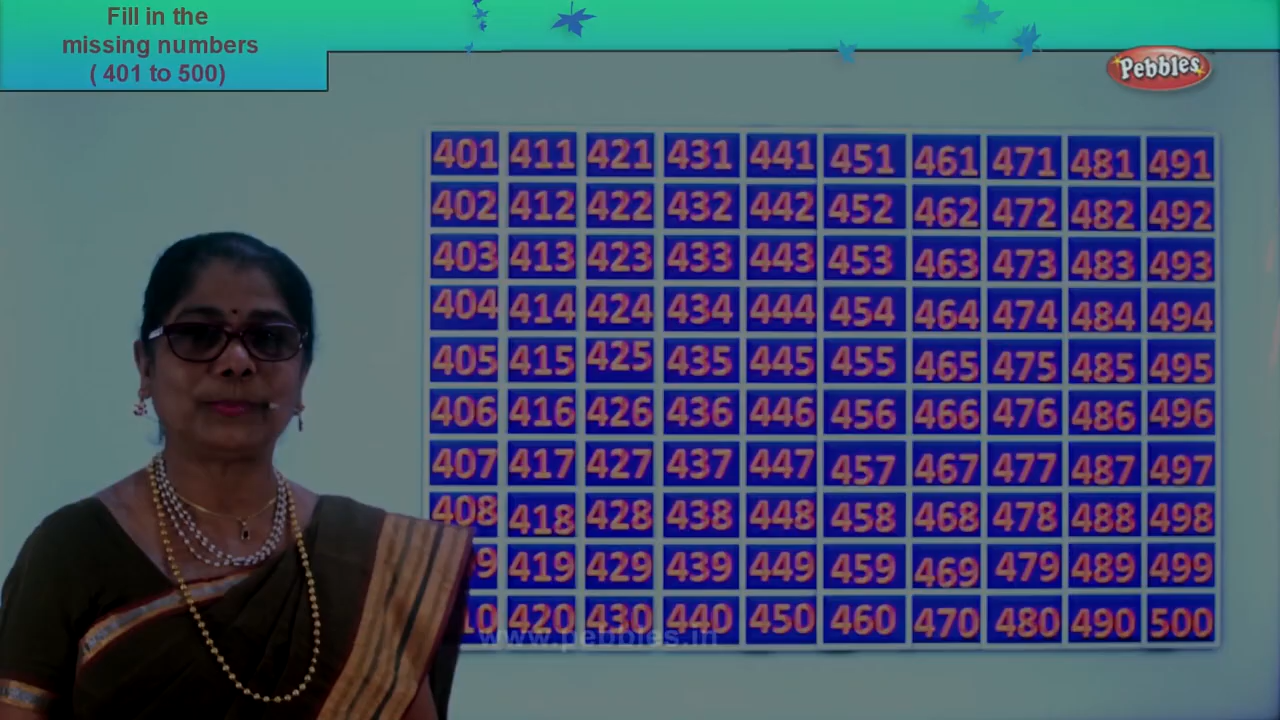 Fill in the
missing numbers
( 401 to 500)
Pebbles
401 411 421 431 441 451 461 471 481 491
402 412 422 432 442 452 462 472 482 492
403 413 423 433 443 453 463 473 483 493
404 414 424 434 444 454 464 474 484 494
405 415 425 435 445 455 465 475 485 495
406 416 426 436 446 456 466 476 486 496
407 417 427 437 447 457 467 477 487 497
408 418 428 438 448 458 468 478 488 498
9 419 429 439 449 459 469 479 489 499
10 420 430 440 450 460 470 480 490 500
www.pebbles.in